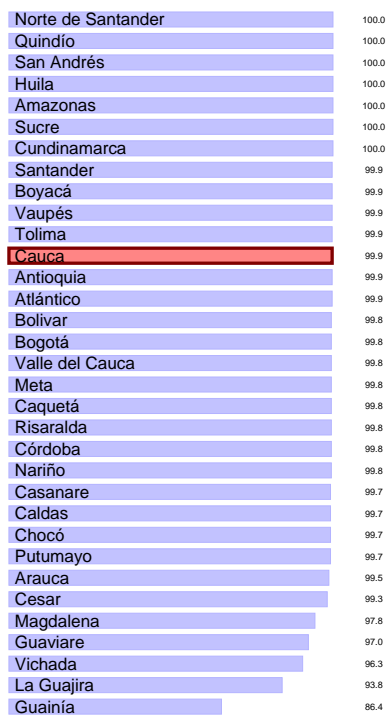 Norte de Santander 100.0
Quindío 100.0
San Andrés 100.0
Huila 100.0
Amazonas 100.0
Sucre 100.0
Cundinamarca 100.0
Santander 99.9
Boyacá 99.9
Vaupés 99.9
Tolima 99.9
Cauca 99.9
Antioquia 99.9
Atlántico 99.9
Bolivar 99.8
Bogotá 99.8
Valle del Cauca 99.8
Meta 99.8
Caquetá 99.8
Risaralda 99.8
Córdoba 99.8
Nariño 99.8
Casanare 99.7
Caldas 99.7
Chocó 99.7
Putumayo 99.7
Arauca 99.5
Cesar 99.3
Magdalena 97.8
Guaviare 97.0
Vichada 96.3
La Guajira 93.8
Guainía 86.4